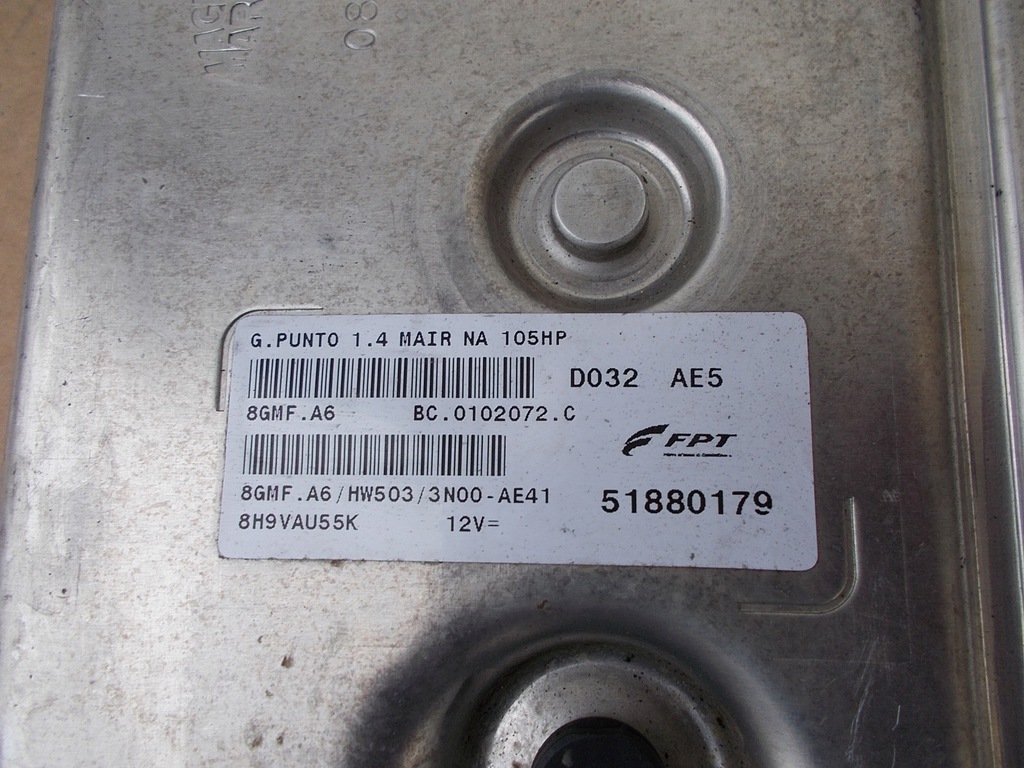 08
G.PUNTO 1.4 MAIR NA 105HP
D032 AE5
8GMF.A6 BC.0102072.C
FPT
8GMF.A6/HW503/3N00-AE41
51880179
8H9VAU55K 12V=